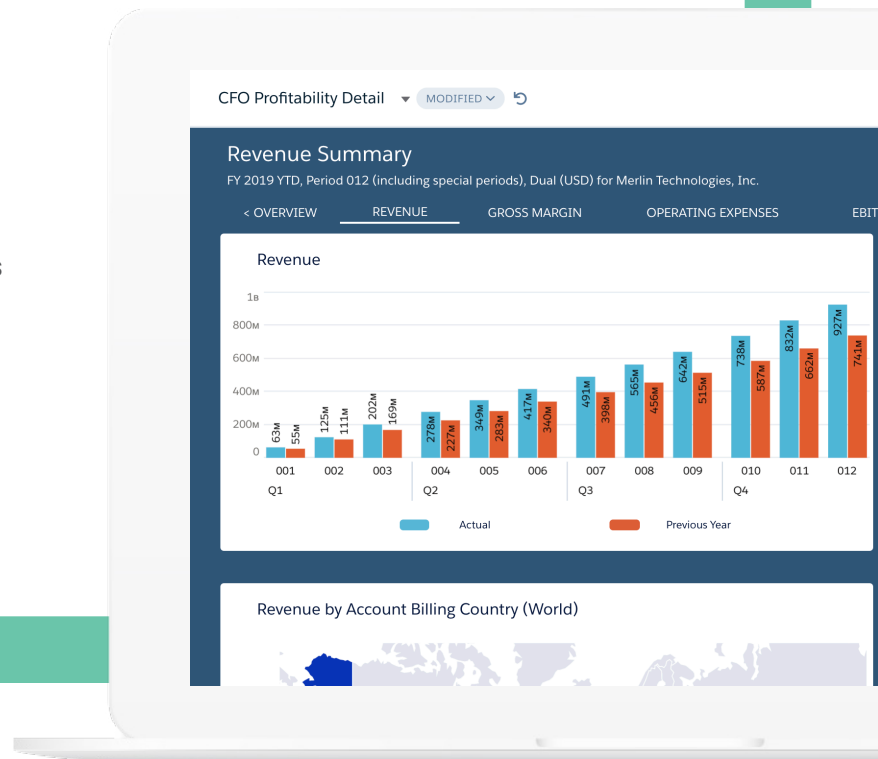 s
CFO Profitability Detail MODIFIED
Revenue Summary
FY 2019 YTD, Period 012 (including special periods), Dual (USD) for Merlin Technologies, Inc.
< OVERVIEW REVENUE GROSS MARGIN OPERATING EXPENSES EBIT
Revenue
1B
800M
600M
400M
200M
0
63M 55M 125M 111M 202M 169M 278M 227M 349M 283M 417M 340M 491M 398M 565M 456M 642M 515M 738M 587M 832M 662M 927M 741M
001 002 003 004 005 006 007 008 009 010 011 012
Q1 Q2 Q3 Q4
Actual Previous Year
Revenue by Account Billing Country (World)